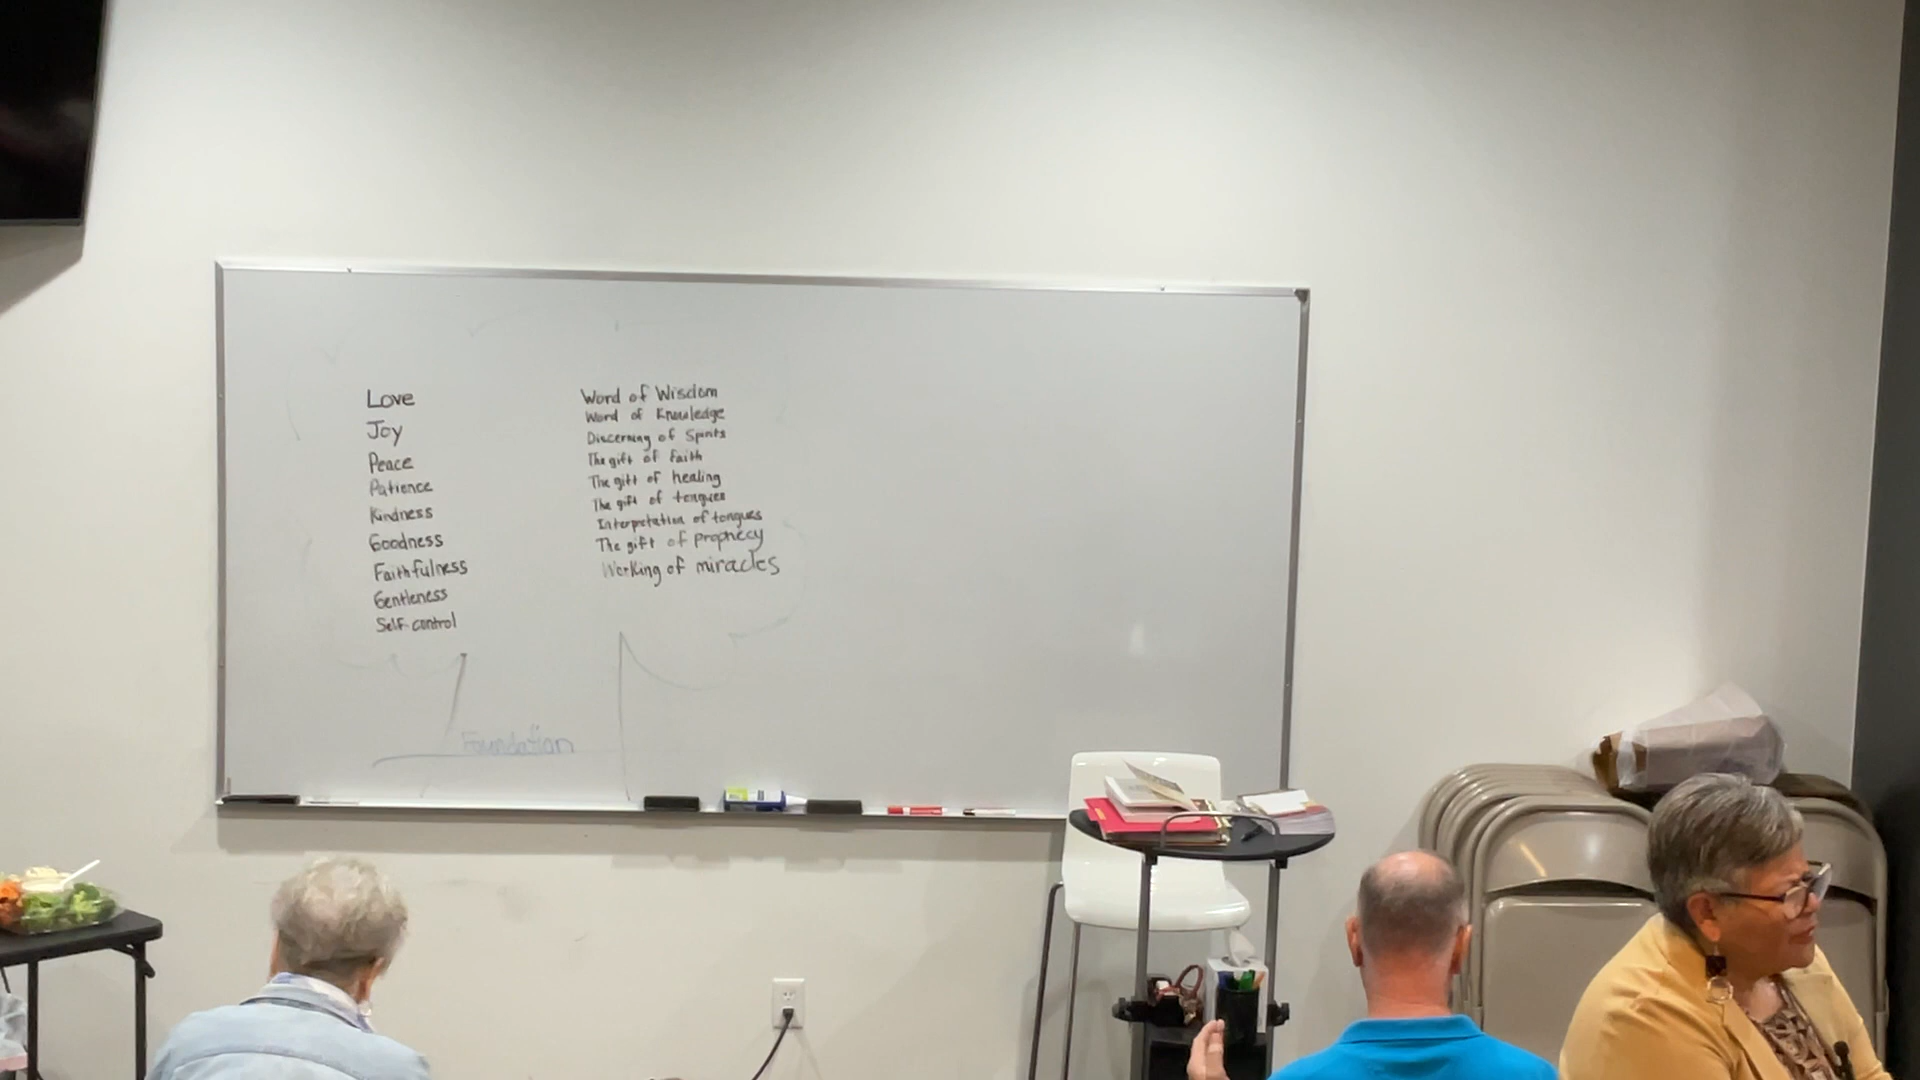 Love
Joy
Peace
Patience
Kindness
Goodness
Faithfulness
Gentleness
Self-control
Word of Wisdom
Word of Knowledge
Discerning of Spirits
The gift of faith
The gift of healing
The gift of tongues
Interpretation of tongues
The gift of prophecy
Working of miracles
Foundation